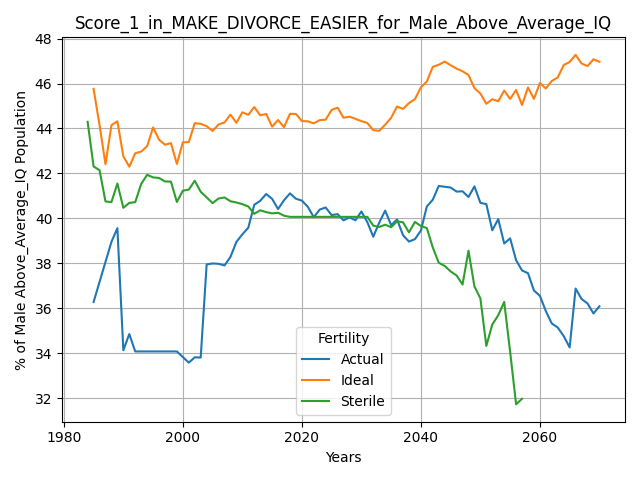 Score_1_in_MAKE_DIVORCE_EASIER_for_Male_Above_Average_IQ
% of Male Above_Average_IQ Population
48
46
44
42
40
38
36
34
32
Fertility
Actual
Ideal
Sterile
1980 2000 2020 2040 2060
Years